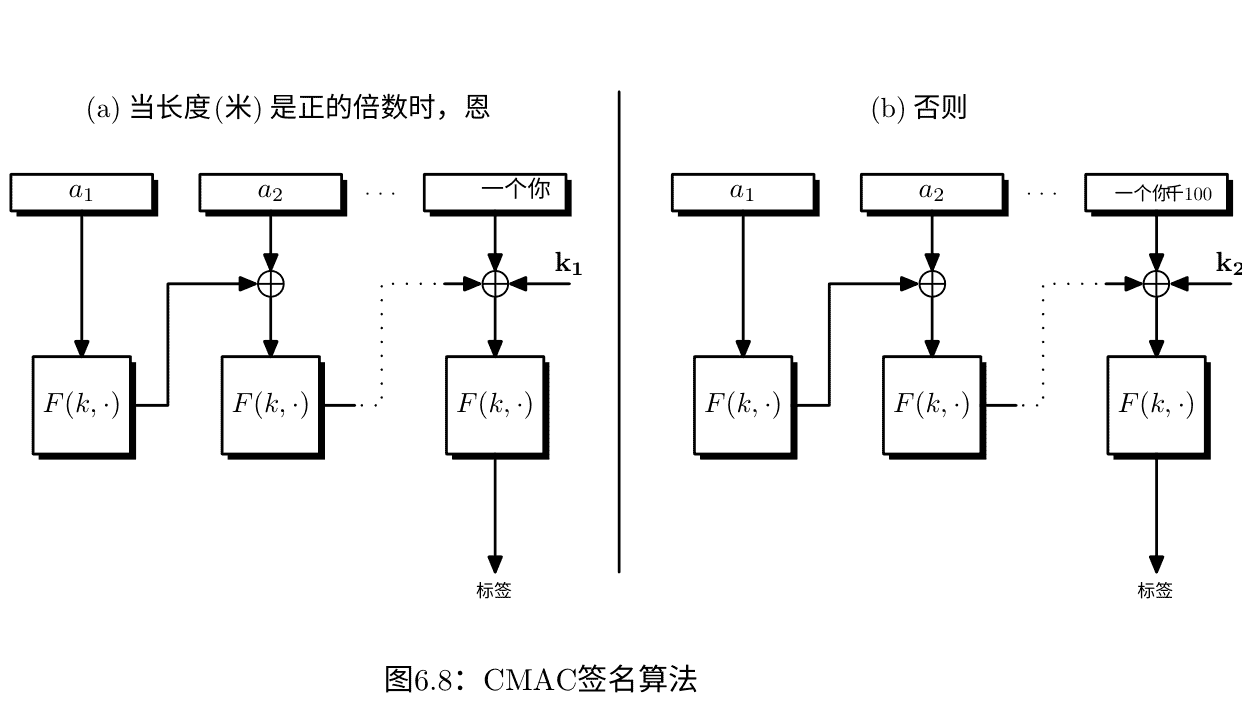 (a) 当长度(米) 是正的倍数时，恩
a₁ a₂ · · · 一个你
k₁
F(k, ·) F(k, ·) F(k, ·)
标签
(b) 否则
a₁ a₂ · · · 一个你千100
k₂
F(k, ·) F(k, ·) F(k, ·)
标签
图6.8：CMAC签名算法